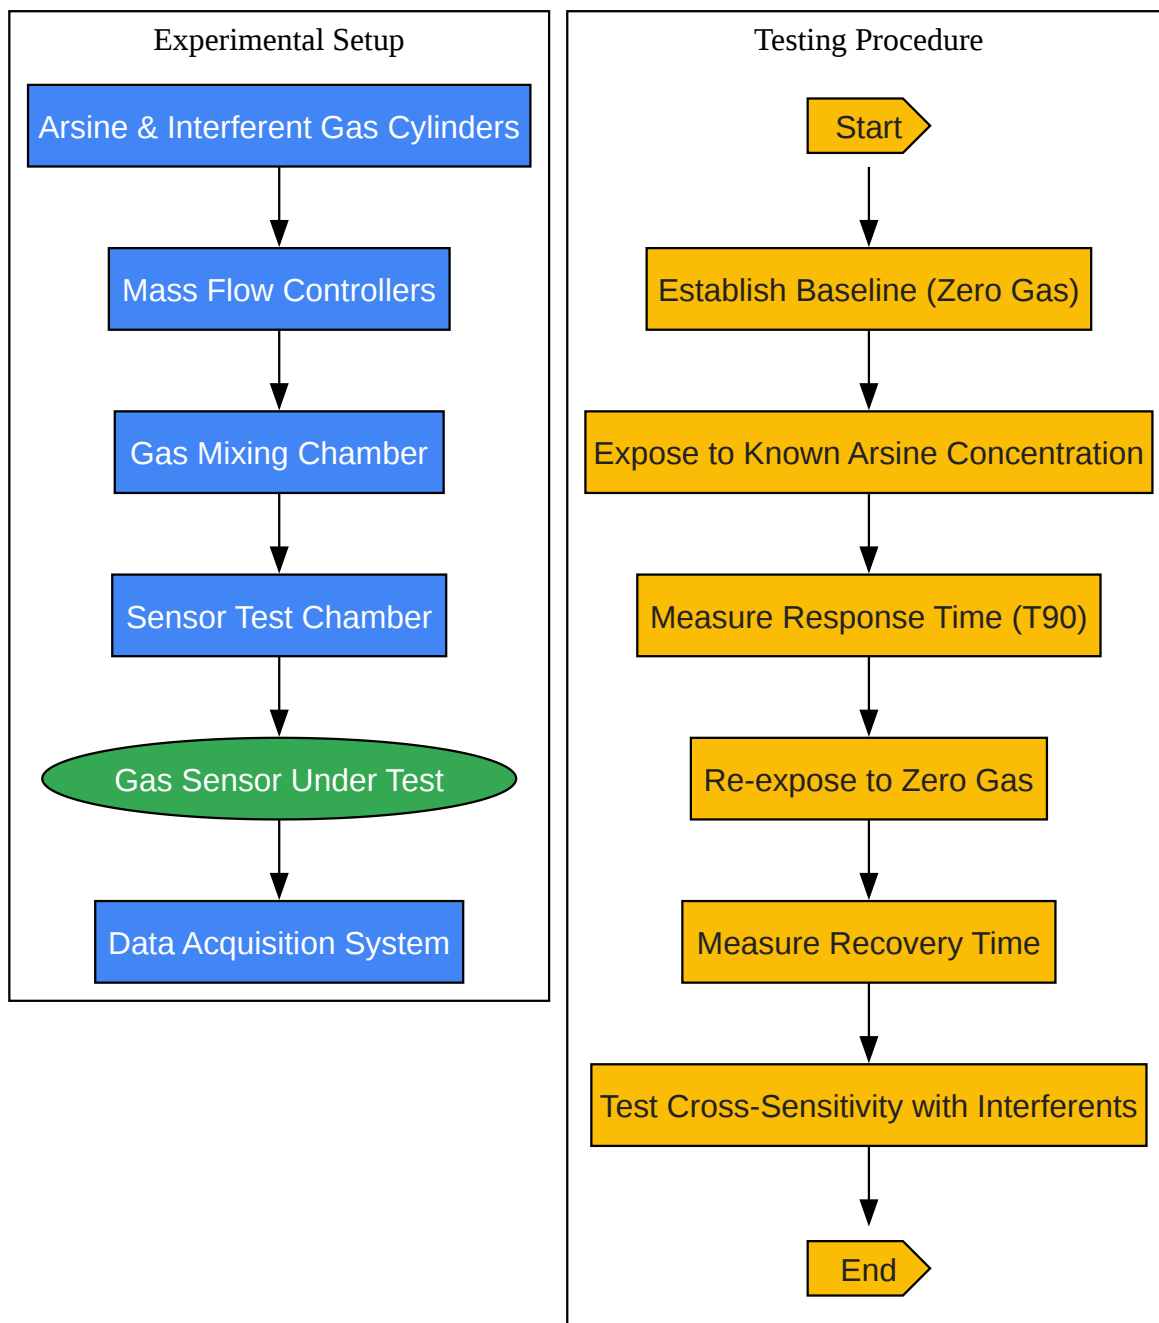 Experimental Setup
Arsine & Interferent Gas Cylinders
Mass Flow Controllers
Gas Mixing Chamber
Sensor Test Chamber
Gas Sensor Under Test
Data Acquisition System
Testing Procedure
Start
Establish Baseline (Zero Gas)
Expose to Known Arsine Concentration
Measure Response Time (T90)
Re-expose to Zero Gas
Measure Recovery Time
Test Cross-Sensitivity with Interferents
End